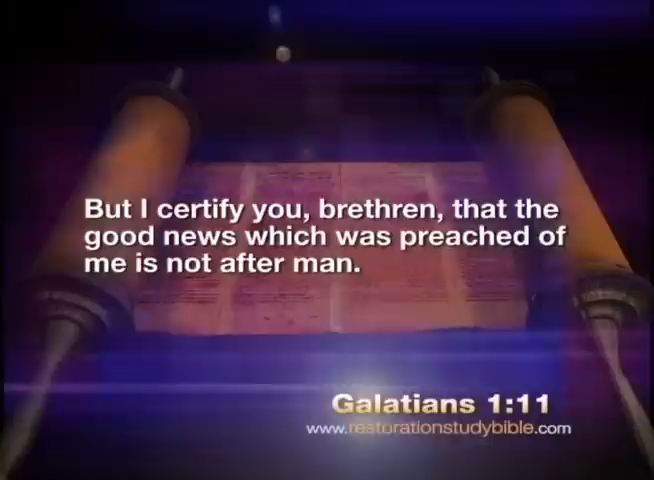 But I certify you, brethren, that the
good news which was preached of
me is not after man.
Galatians 1:11
www.restorationstudybible.com